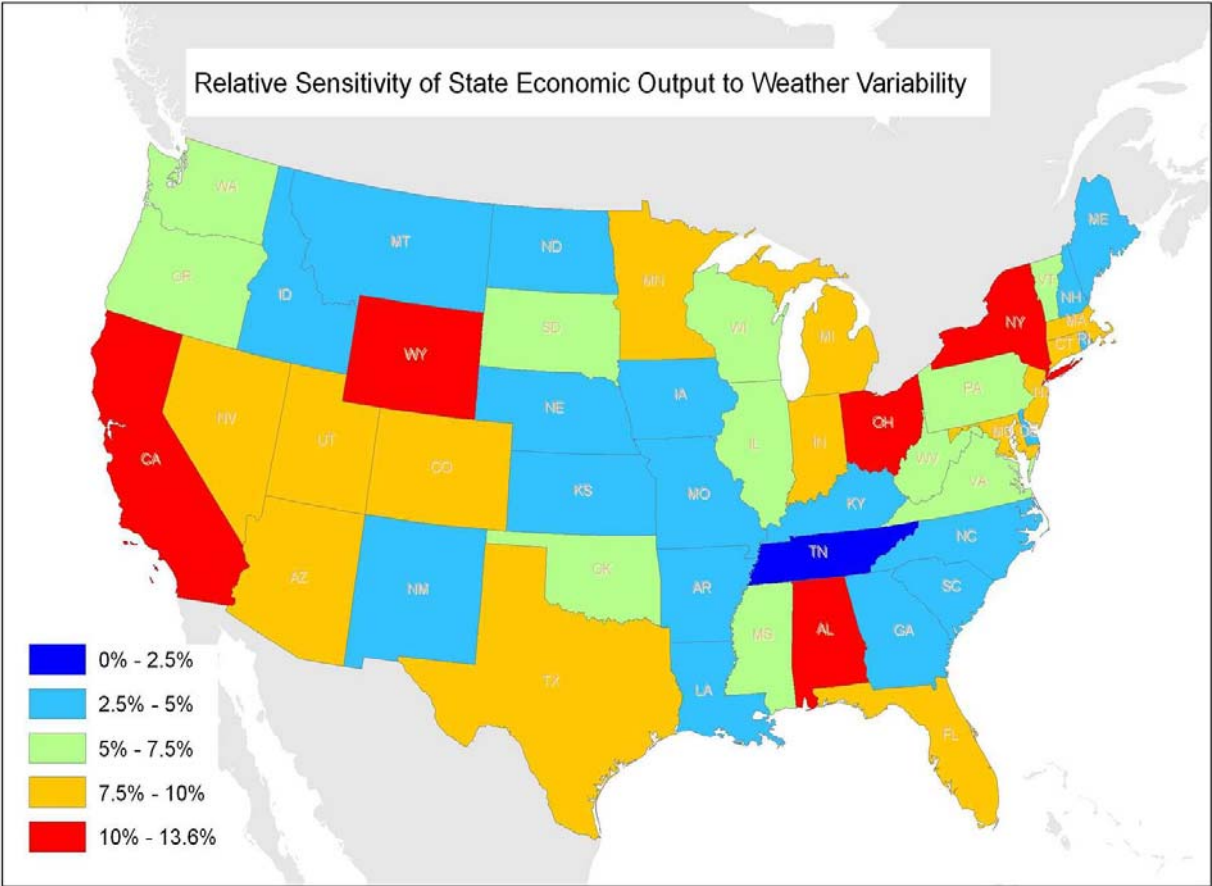 Relative Sensitivity of State Economic Output to Weather Variability
WA
MT
ND
MN
ME
OR
ID
WY
SD
WI
MI
VT
NH
NY
MA
CT
RI
NV
UT
CO
CA
NE
IA
IL
IN
OH
PA
NJ
MD
DE
WV
VA
KS
MO
KY
AZ
NM
OK
AR
TN
NC
SC
TX
LA
MS
AL
GA
FL
0% - 2.5%
2.5% - 5%
5% - 7.5%
7.5% - 10%
10% - 13.6%